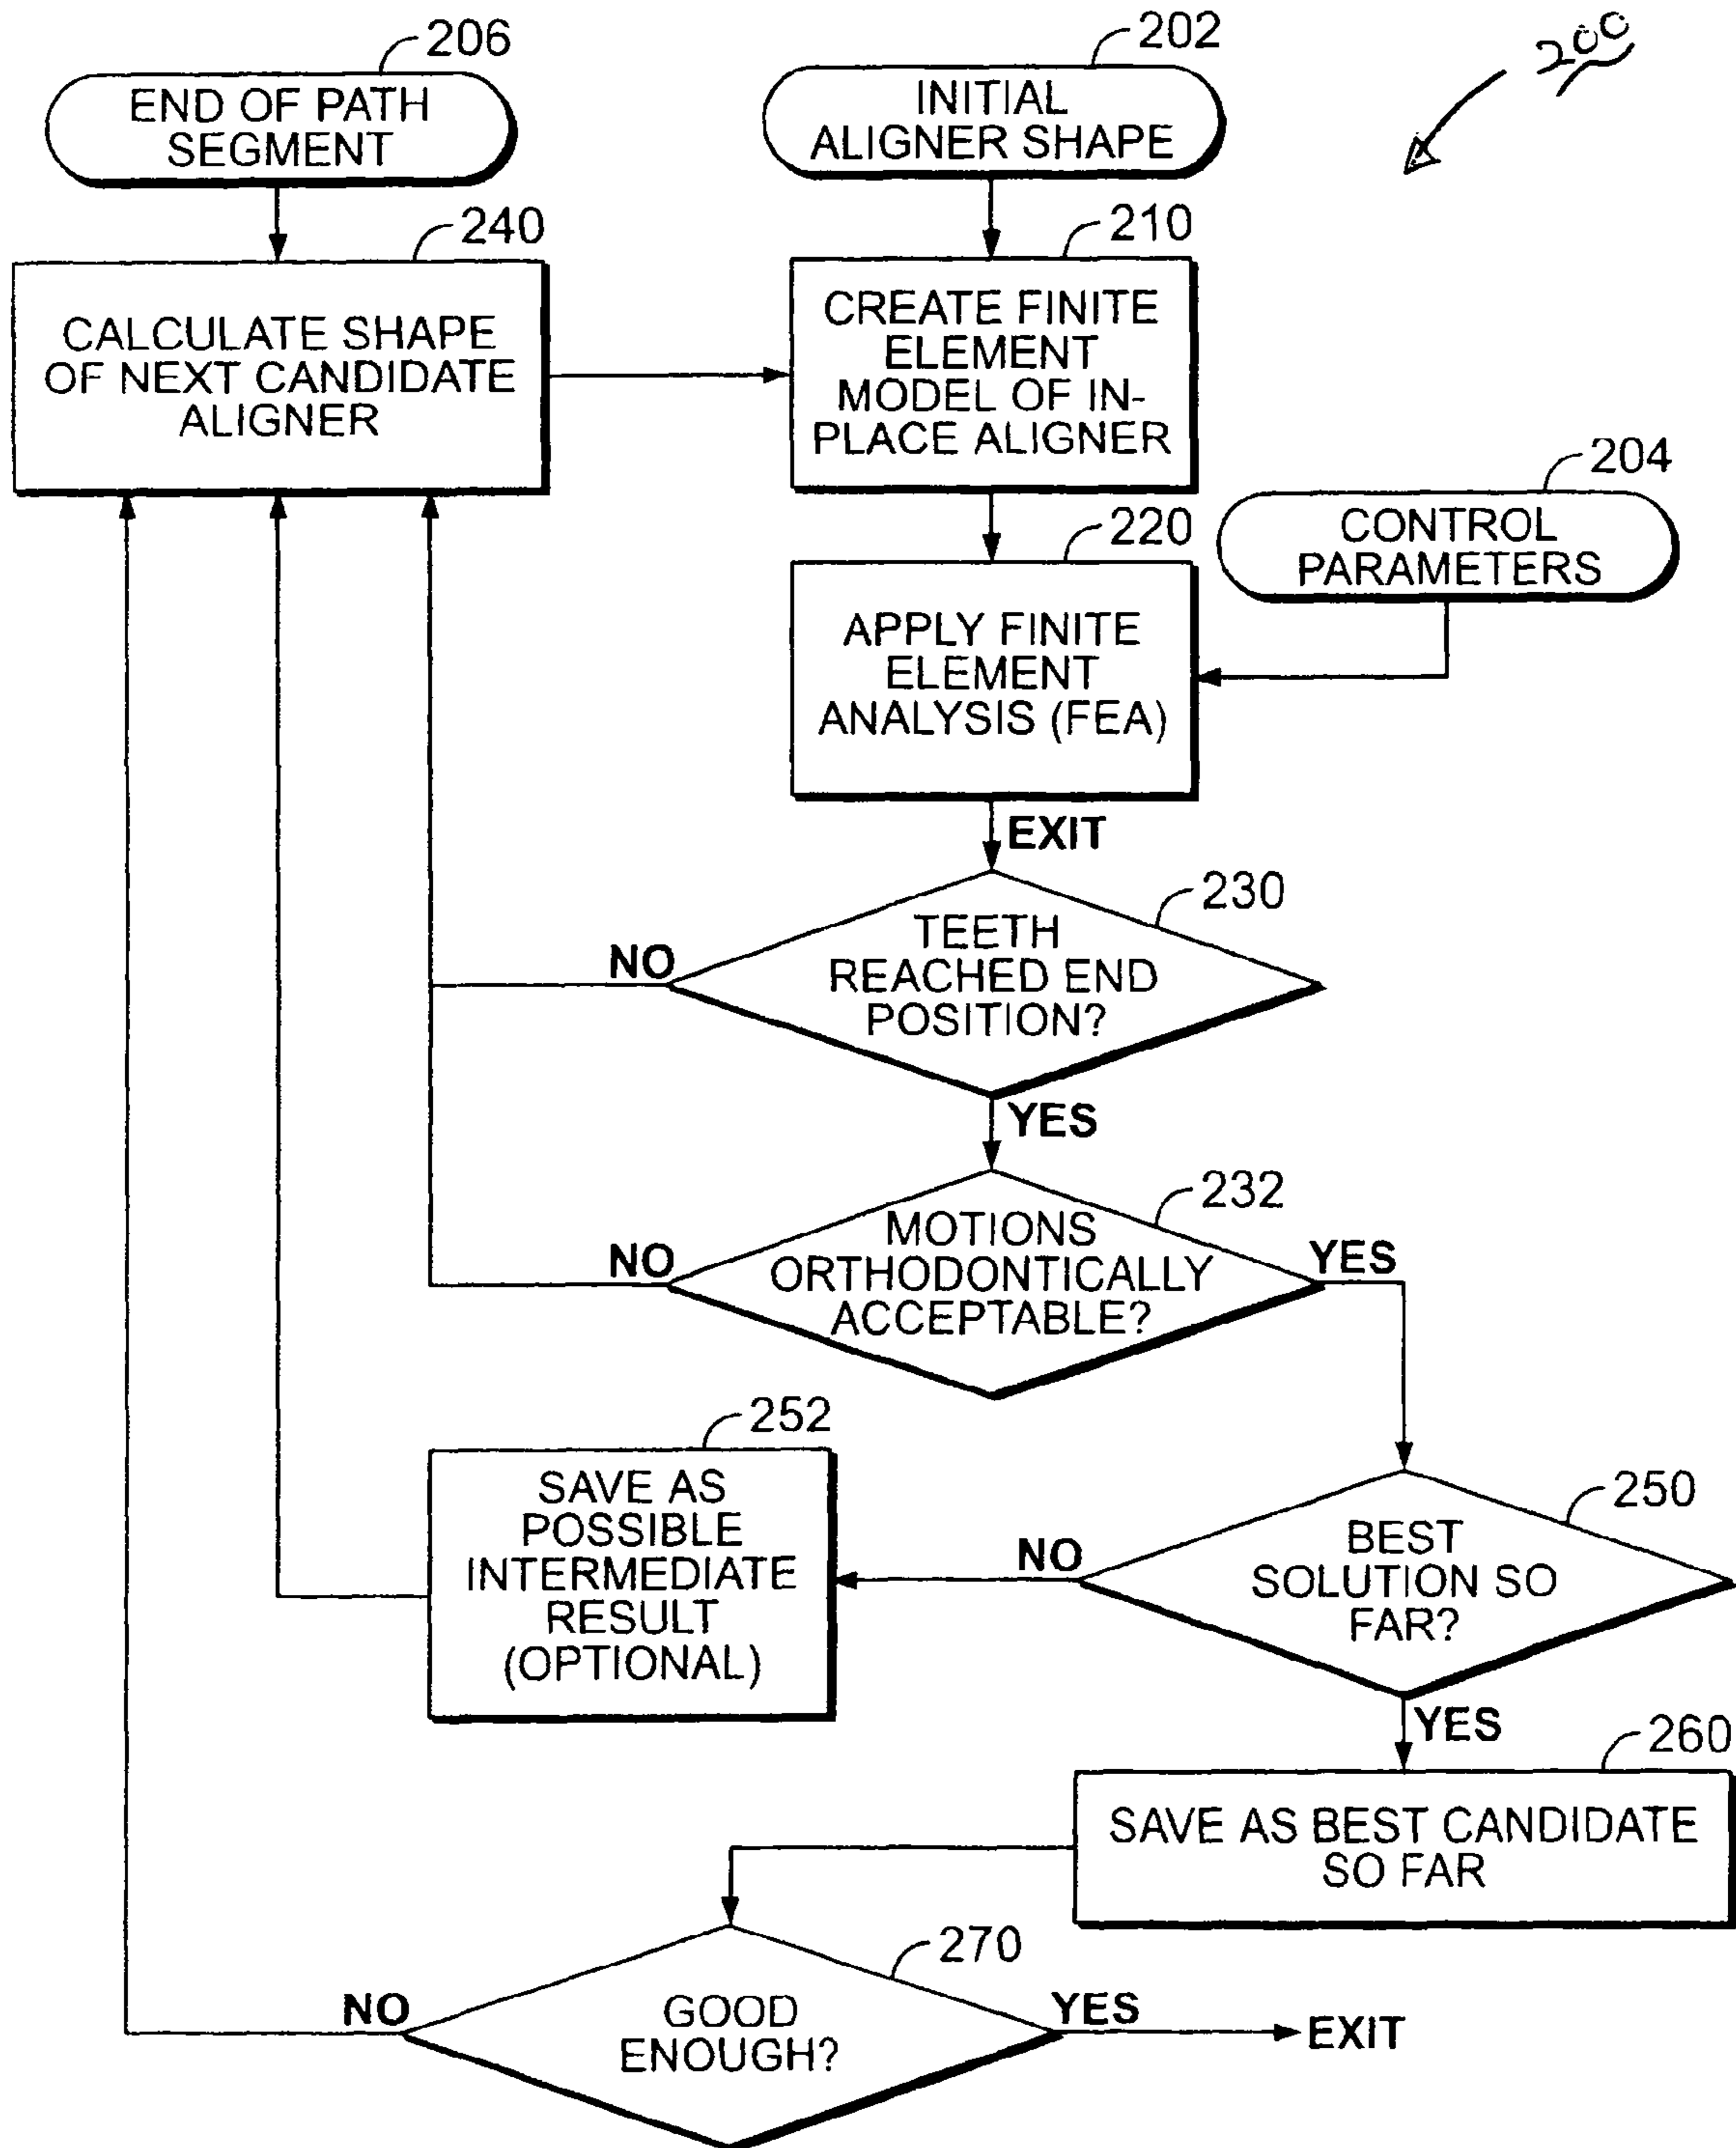 206
END OF PATH
SEGMENT
202
INITIAL
ALIGNER SHAPE
200
240
CALCULATE SHAPE
OF NEXT CANDIDATE
ALIGNER
210
CREATE FINITE
ELEMENT
MODEL OF IN-
PLACE ALIGNER
204
CONTROL
PARAMETERS
220
APPLY FINITE
ELEMENT
ANALYSIS (FEA)
EXIT
230
TEETH
REACHED END
POSITION?
NO
YES
232
MOTIONS
ORTHODONTICALLY
ACCEPTABLE?
NO
YES
252
SAVE AS
POSSIBLE
INTERMEDIATE
RESULT
(OPTIONAL)
250
BEST
SOLUTION SO
FAR?
NO
YES
260
SAVE AS BEST CANDIDATE
SO FAR
270
GOOD
ENOUGH?
NO
YES
EXIT